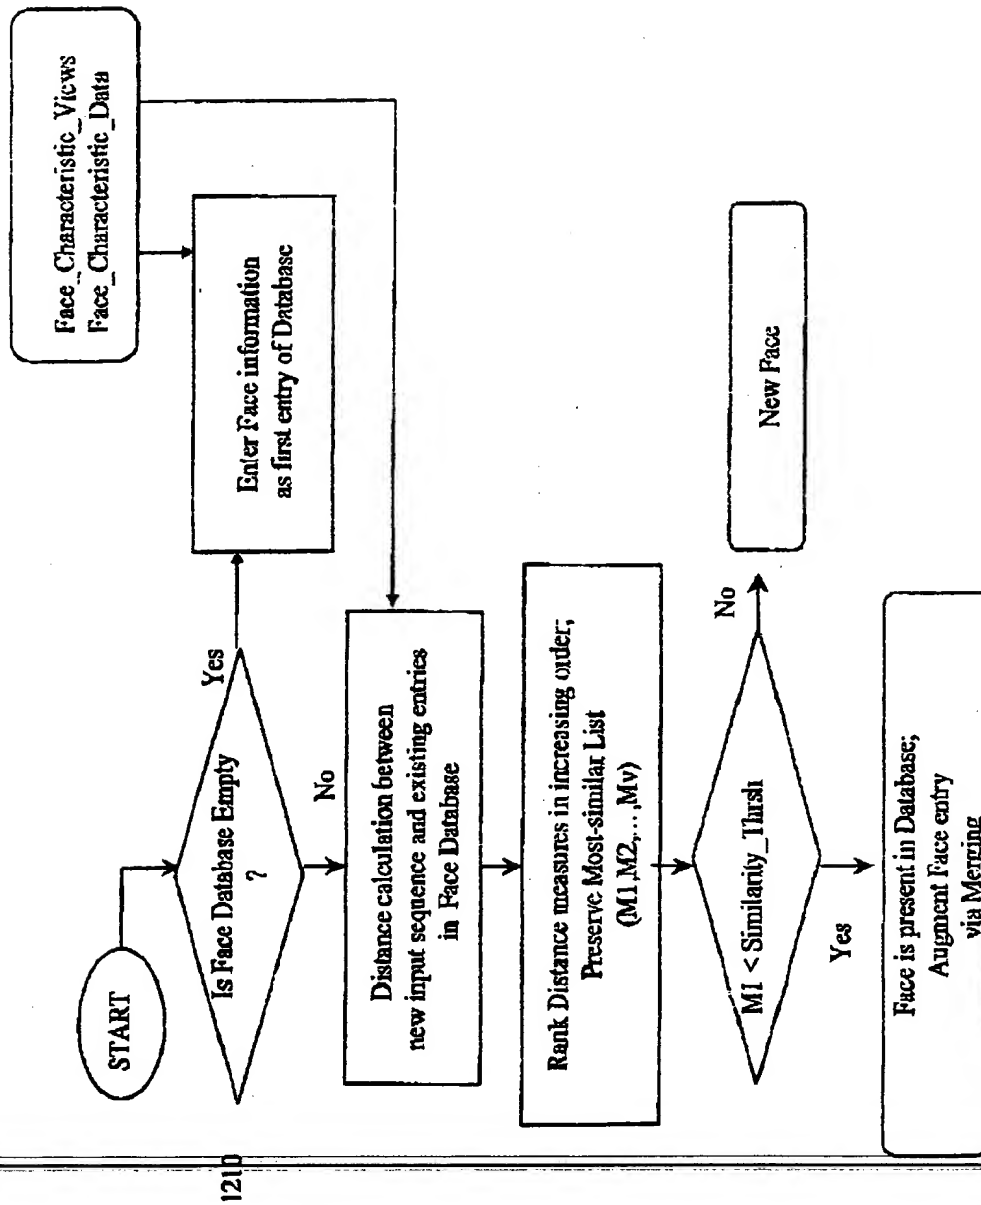 Face_Characteristic_Views
Face_Characteristic_Data
START
1210
Is Face Database Empty
?
Yes
Enter Face information
as first entry of Database
No
Distance calculation between
new input sequence and existing entries
in Face Database
Rank Distance measures in increasing order;
Preserve Most-similar List
(M1,M2,...,Mv)
M1 < Similarity_Thrsh
No
New Face
Yes
Face is present in Database;
Augment Face entry
via Merging